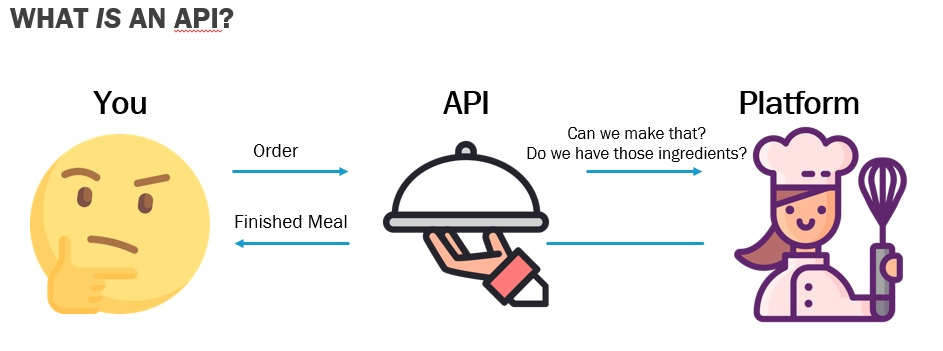 WHAT IS AN API?
You
API
Platform
Order
Can we make that?
Do we have those ingredients?
Finished Meal